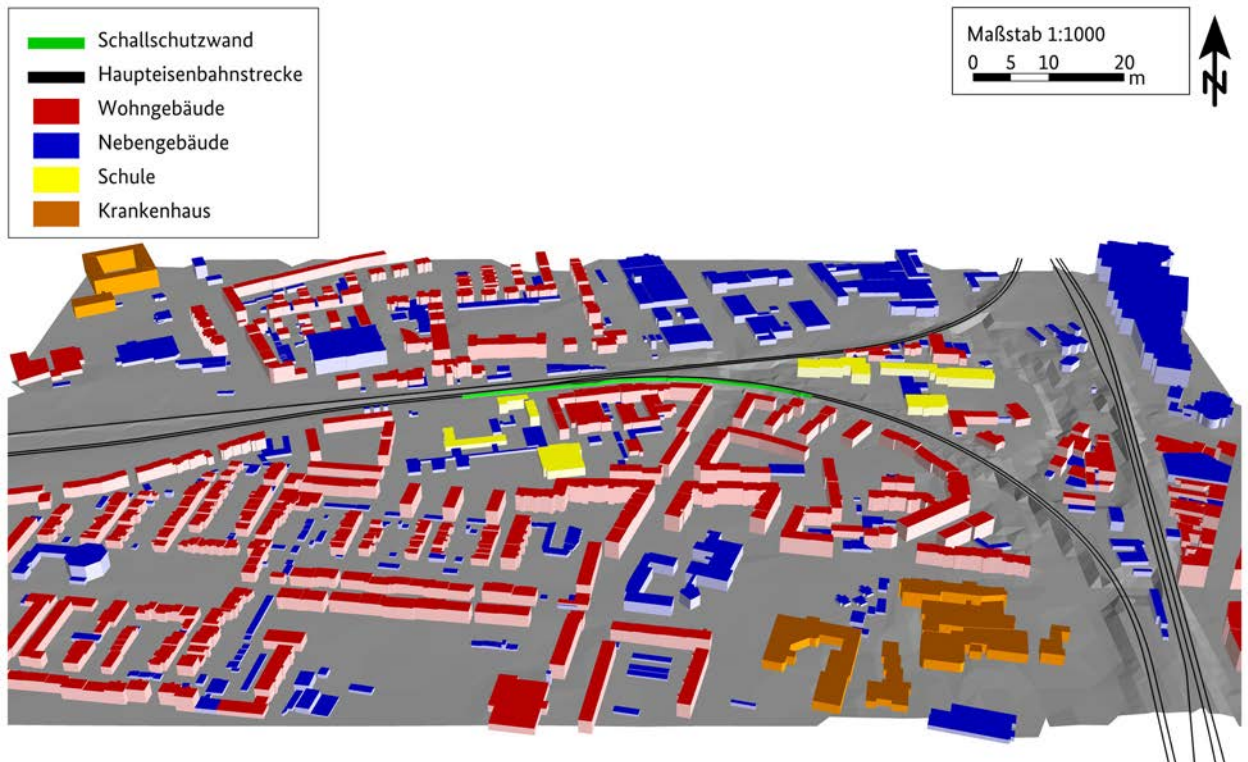 Schallschutzwand
Haupteisenbahnstrecke
Wohngebäude
Nebengebäude
Schule
Krankenhaus
Maßstab 1:1000
0 5 10 20
m
N